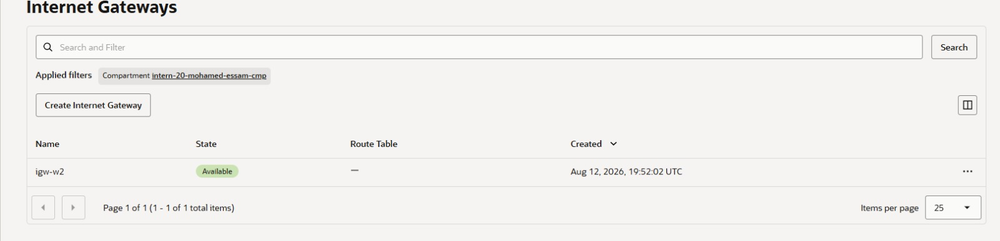 Internet Gateways
Search and Filter
Search
Applied filters Compartment intern-20-mohamed-essam-cmp
Create Internet Gateway
Name State Route Table Created
igw-w2 Available — Aug 12, 2026, 19:52:02 UTC ···
Page 1 of 1 (1 - 1 of 1 total items) Items per page 25